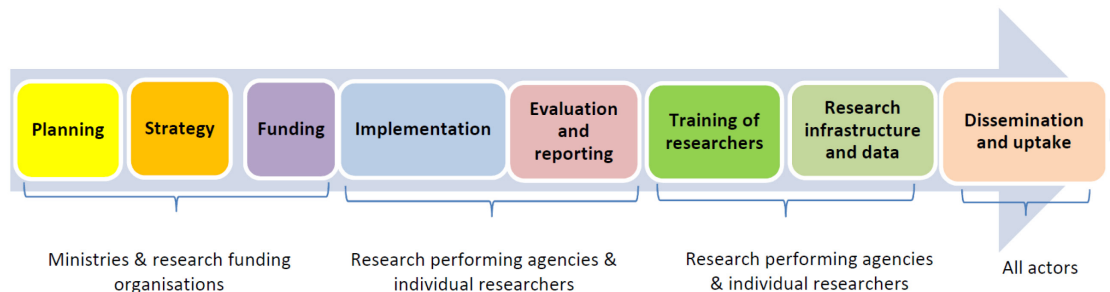 Planning
Strategy
Funding
Implementation
Evaluation
and
reporting
Training of
researchers
Research
infrastructure
and data
Dissemination
and uptake
Ministries & research funding
organisations
Research performing agencies &
individual researchers
Research performing agencies
& individual researchers
All actors